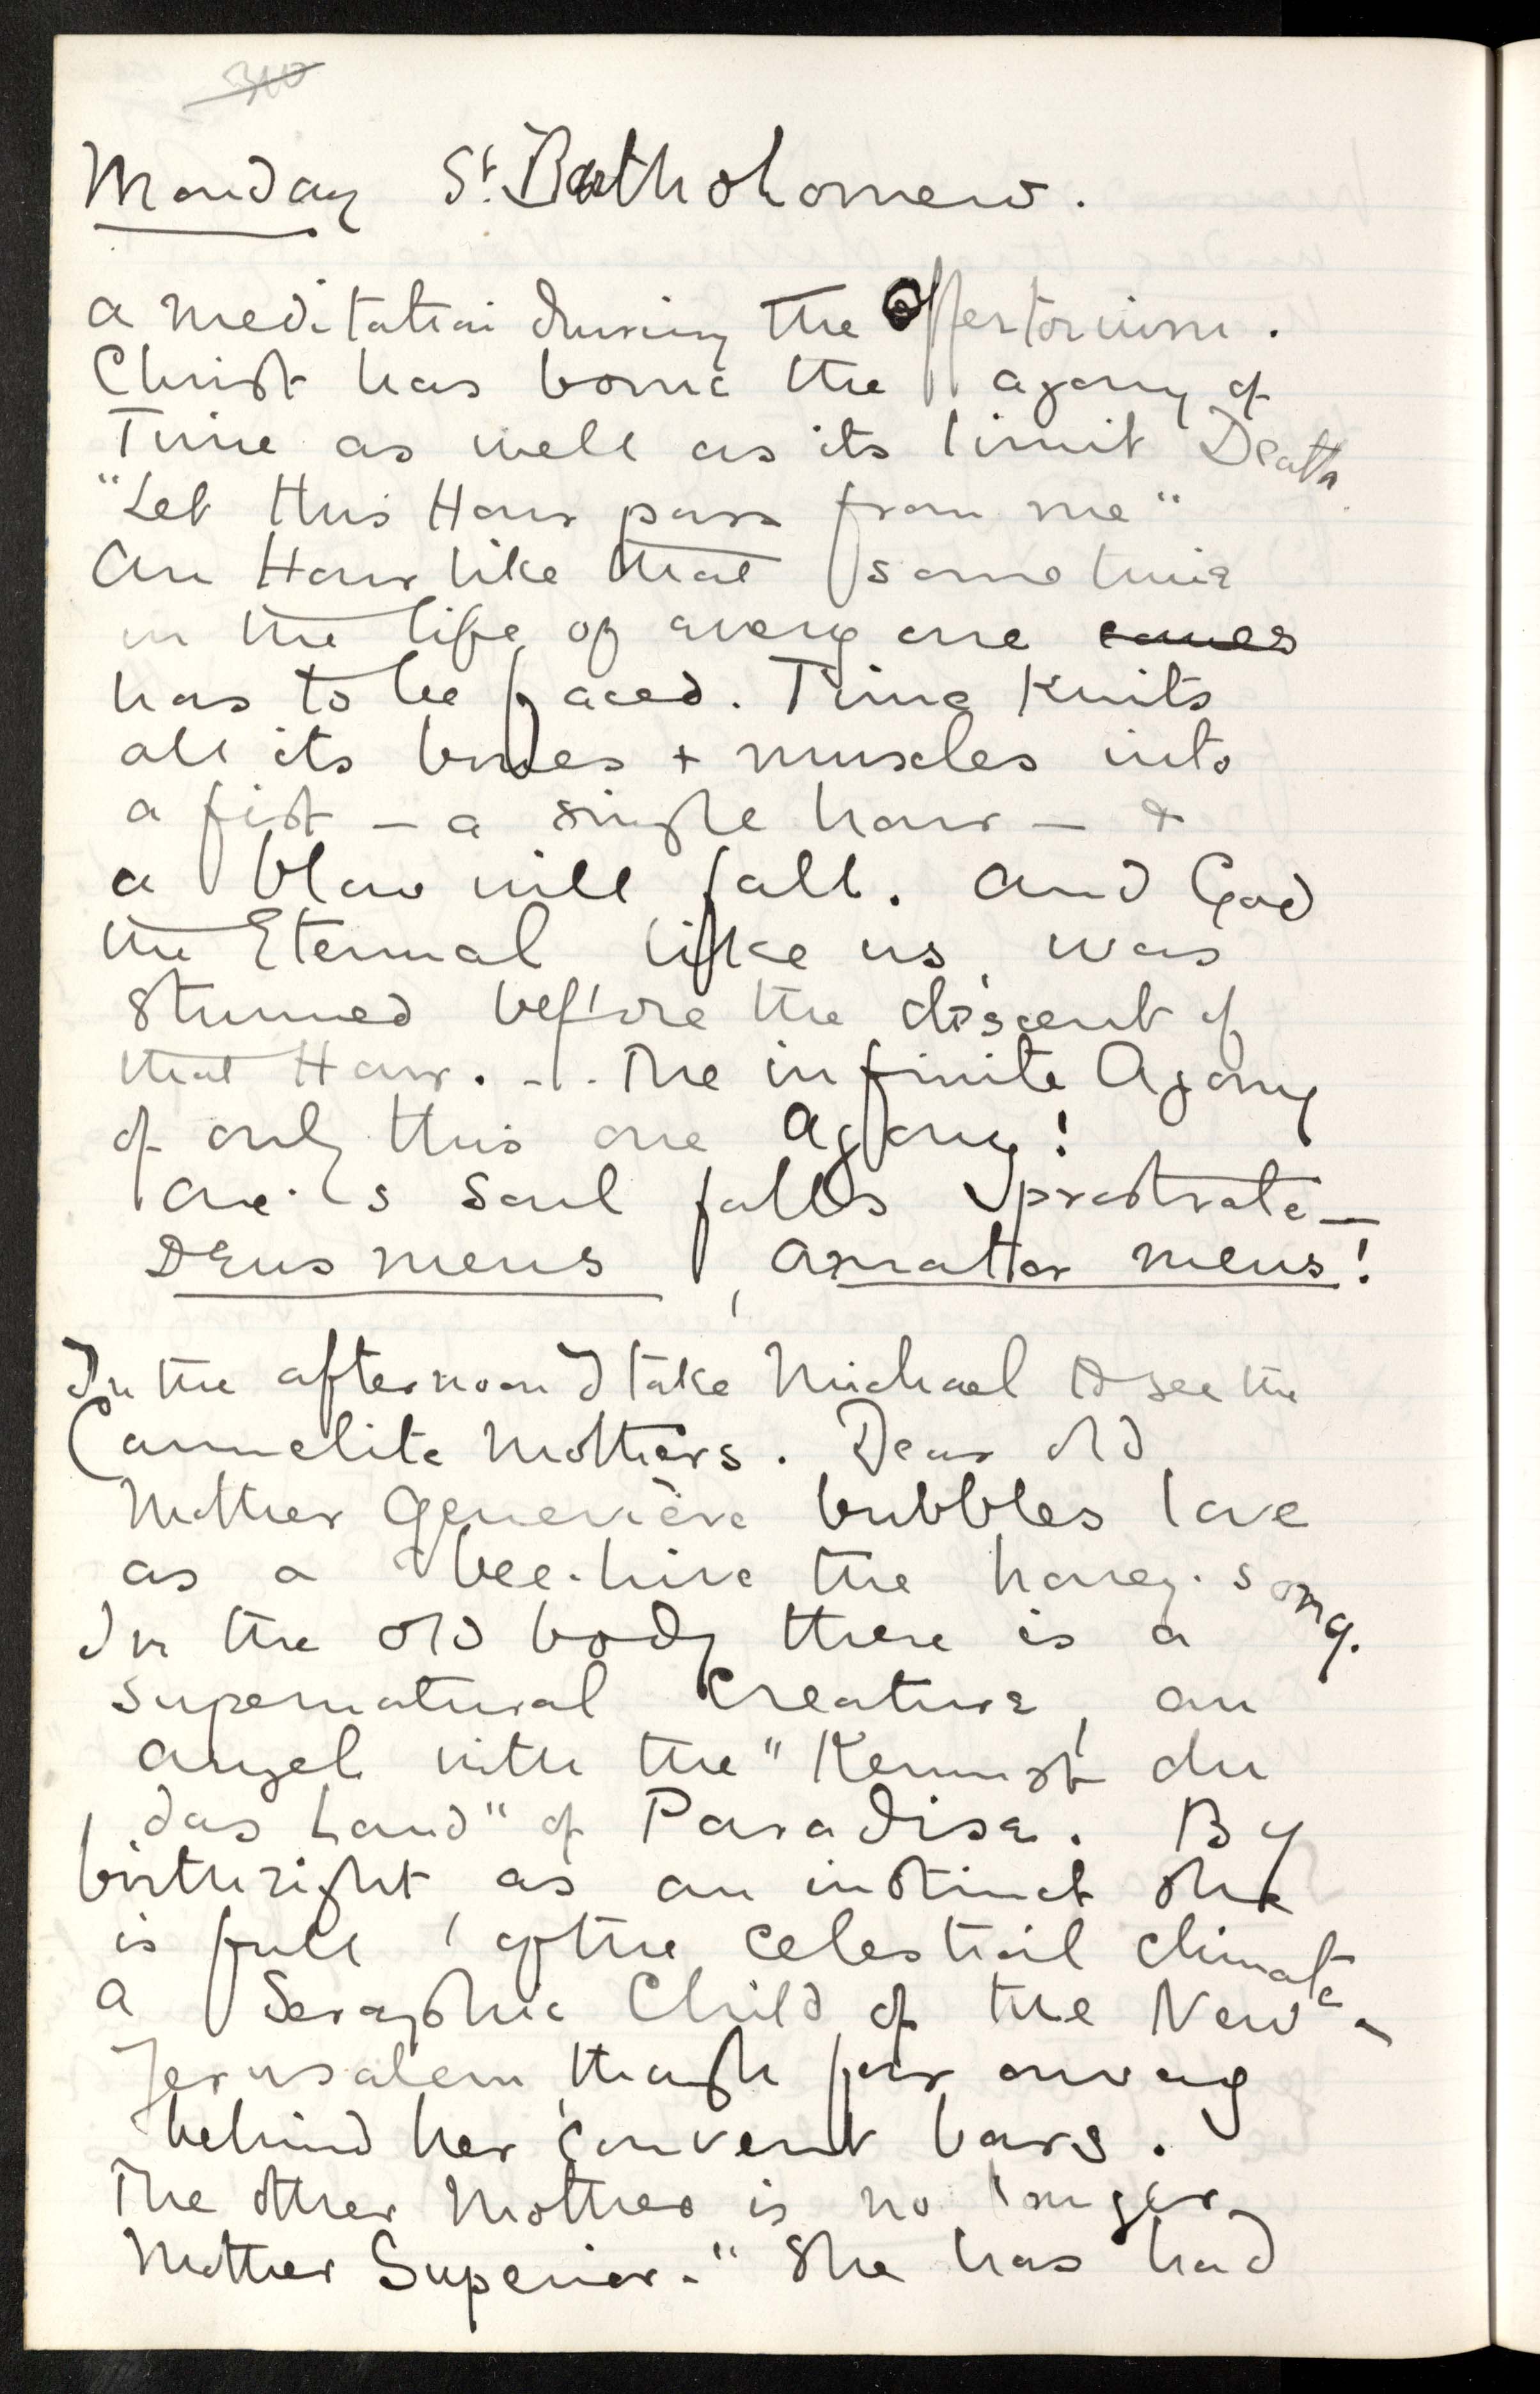 310
Monday St. Bartholomew.
a meditation during the Offertorium.
Christ has borne the agony of
Time as well as its limit Death
"Let this Hour pass from me"
An Hour like that sometime
in the life of every one comes
has to be faced. Time knits
all its bones + muscles into
a fist - a single hour - &
a blow will fall. And God
the Eternal, like us, was
stunned before the descent of
that Hour. . . . The infinite Agony
of only this one Agony!
One's soul falls prostrate —
Deus meus, Amator meus!
In the afternoon I take Michael to see the
Carmelite Mothers. Dear old
Mother Geneviève bubbles love
as a bee-hive the honey-song.
In the old body there is a
supernatural creature, an
angel with the "Kennst du
das Land" of Paradise. By
birthright as an instinct she
is full of the celestial climate -
a Seraphic Child of the New
Jerusalem, though far away
behind her convent bars.
The other Mother is no longer
Mother Superior." She has had